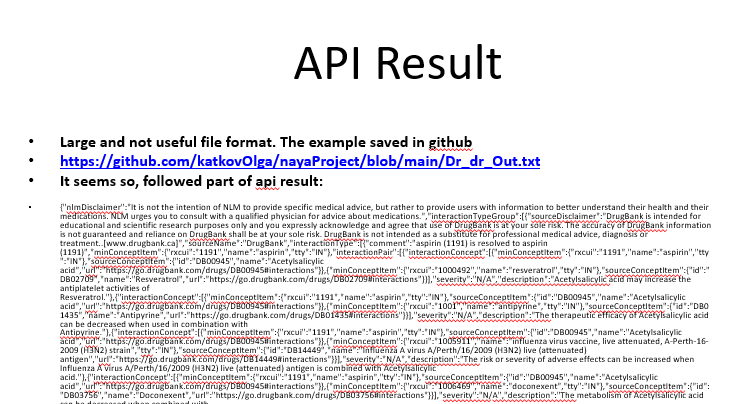 API Result
• Large and not useful file format. The example saved in github
• https://github.com/katkovOlga/nayaProject/blob/main/Dr_dr_Out.txt
• It seems so, followed part of api result:
• {"nlmDisclaimer":"It is not the intention of NLM to provide specific medical advice, but rather to provide users with information to better understand their health and their
medications. NLM urges you to consult with a qualified physician for advice about medications.","interactionTypeGroup":[{"sourceDisclaimer":"DrugBank is intended for
educational and scientific research purposes only and you expressly acknowledge and agree that use of DrugBank is at your sole risk. The accuracy of DrugBank information
is not guaranteed and reliance on DrugBank shall be at your sole risk. DrugBank is not intended as a substitute for professional medical advice, diagnosis or
treatment..[www.drugbank.ca]","sourceName":"DrugBank","interactionType":[{"comment":"aspirin (1191) is resolved to aspirin
(1191)","minConceptItem":{"rxcui":"1191","name":"aspirin","tty":"IN"},"interactionPair":[{"interactionConcept":[{"minConceptItem":{"rxcui":"1191","name":"aspirin","tty
":"IN"},"sourceConceptItem":{"id":"DB00945","name":"Acetylsalicylic
acid","url":"https://go.drugbank.com/drugs/DB00945#interactions"}},{"minConceptItem":{"rxcui":"1000492","name":"resveratrol","tty":"IN"},"sourceConceptItem":{"id":"
DB02709","name":"Resveratrol","url":"https://go.drugbank.com/drugs/DB02709#interactions"}}],"severity":"N/A","description":"Acetylsalicylic acid may increase the
antiplatelet activities of
Resveratrol."},{"interactionConcept":[{"minConceptItem":{"rxcui":"1191","name":"aspirin","tty":"IN"},"sourceConceptItem":{"id":"DB00945","name":"Acetylsalicylic
acid","url":"https://go.drugbank.com/drugs/DB00945#interactions"}},{"minConceptItem":{"rxcui":"1001","name":"antipyrine","tty":"IN"},"sourceConceptItem":{"id":"DB0
1435","name":"Antipyrine","url":"https://go.drugbank.com/drugs/DB01435#interactions"}}],"severity":"N/A","description":"The therapeutic efficacy of Acetylsalicylic acid
can be decreased when used in combination with
Antipyrine."},{"interactionConcept":[{"minConceptItem":{"rxcui":"1191","name":"aspirin","tty":"IN"},"sourceConceptItem":{"id":"DB00945","name":"Acetylsalicylic
acid","url":"https://go.drugbank.com/drugs/DB00945#interactions"}},{"minConceptItem":{"rxcui":"1005911","name":"influenza virus vaccine, live attenuated, A-Perth-16-
2009 (H3N2) strain","tty":"IN"},"sourceConceptItem":{"id":"DB14449","name":"Influenza A virus A/Perth/16/2009 (H3N2) live (attenuated)
antigen","url":"https://go.drugbank.com/drugs/DB14449#interactions"}}],"severity":"N/A","description":"The risk or severity of adverse effects can be increased when
Influenza A virus A/Perth/16/2009 (H3N2) live (attenuated) antigen is combined with Acetylsalicylic
acid."},{"interactionConcept":[{"minConceptItem":{"rxcui":"1191","name":"aspirin","tty":"IN"},"sourceConceptItem":{"id":"DB00945","name":"Acetylsalicylic
acid","url":"https://go.drugbank.com/drugs/DB00945#interactions"}},{"minConceptItem":{"rxcui":"1006469","name":"doconexent","tty":"IN"},"sourceConceptItem":{"id":"
DB03756","name":"Doconexent","url":"https://go.drugbank.com/drugs/DB03756#interactions"}}],"severity":"N/A","description":"The metabolism of Acetylsalicylic acid
can be decreased when combined with